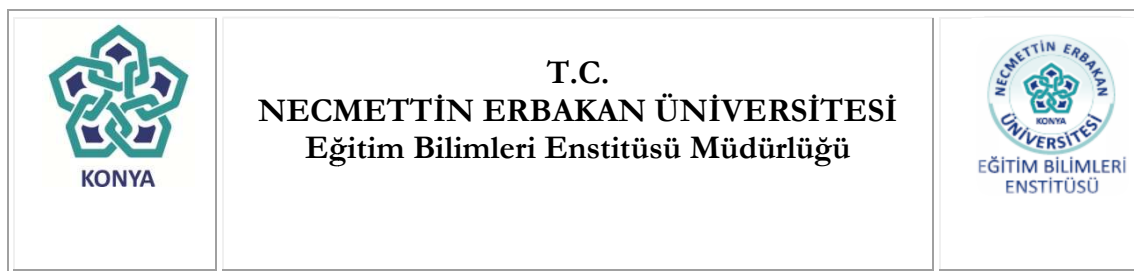 KONYA
T.C.
NECMETTİN ERBAKAN ÜNİVERSİTESİ
Eğitim Bilimleri Enstitüsü Müdürlüğü
NECMETTİN ERBAKAN
KONYA
ÜNİVERSİTESİ
EĞİTİM BİLİMLERİ
ENSTİTÜSÜ